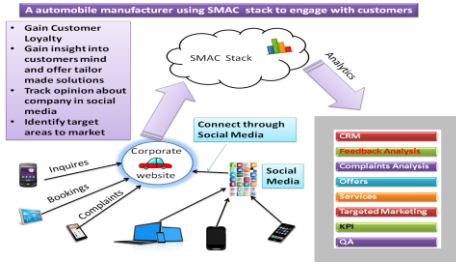 A automobile manufacturer using SMAC stack to engage with customers
• Gain Customer
Loyalty
• Gain insight into
customers mind
and offer tailor
made solutions
• Track opinion about
company in social
media
• Identify target
areas to market
SMAC Stack
Analytics
Connect through
Social Media
Corporate
website
Inquires
Bookings
Complaints
Social
Media
CRM
Feedback Analysis
Complaints Analysis
Offers
Services
Targeted Marketing
KPI
QA